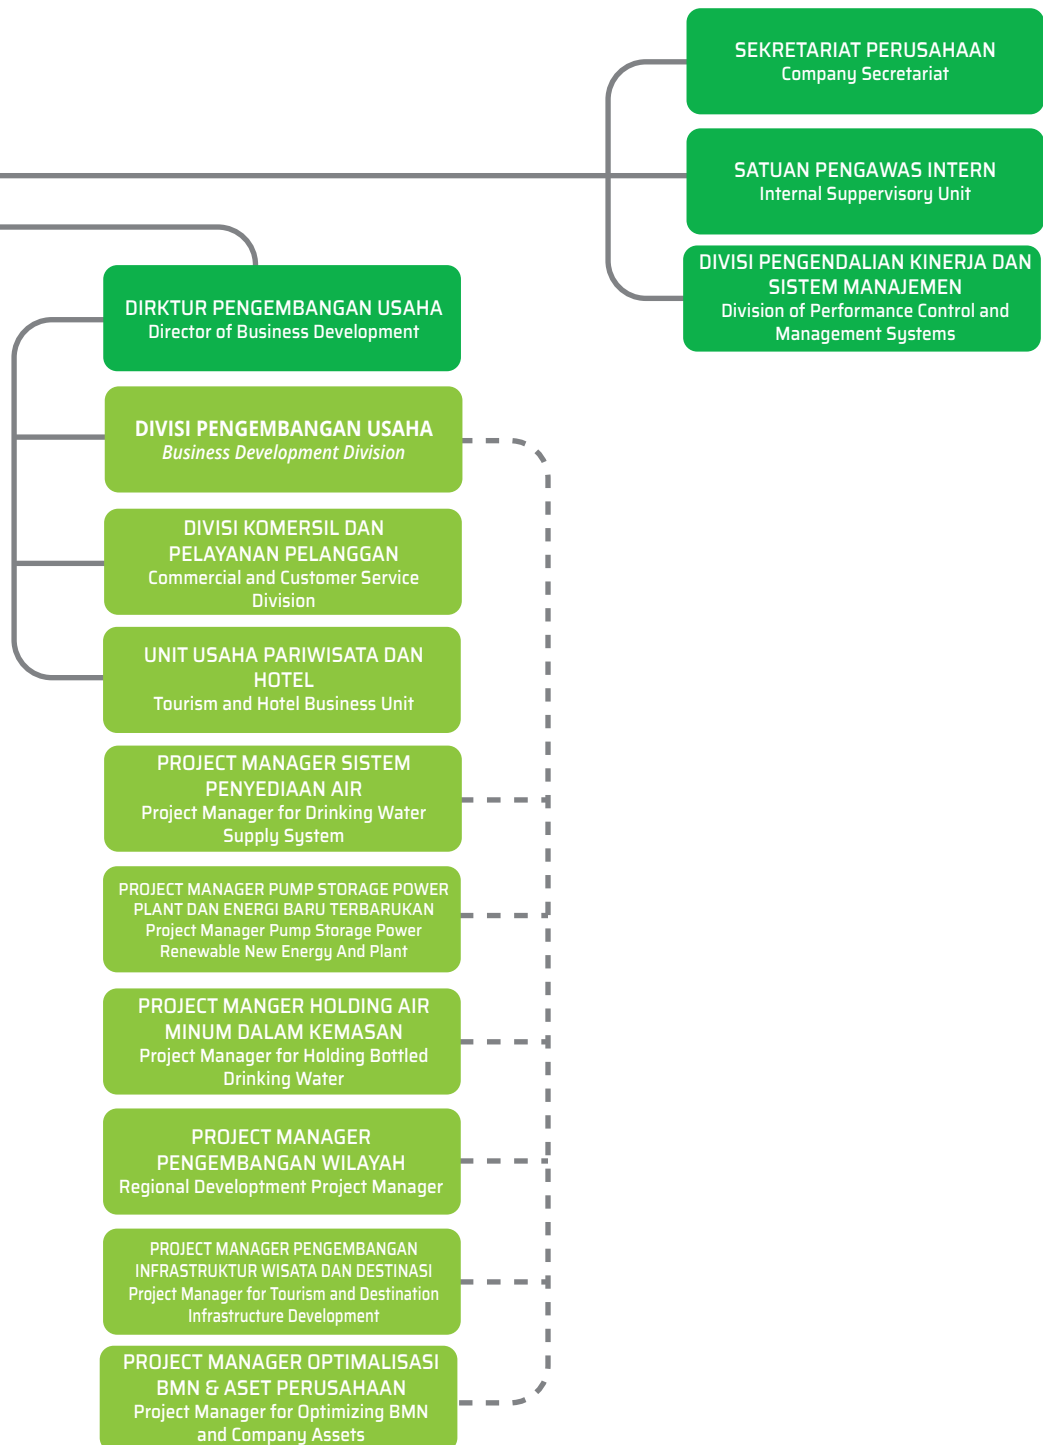 SEKRETARIAT PERUSAHAAN
Company Secretariat
SATUAN PENGAWAS INTERN
Internal Suppervisory Unit
DIVISI PENGENDALIAN KINERJA DAN
SISTEM MANAJEMEN
Division of Performance Control and
Management Systems
DIRKTUR PENGEMBANGAN USAHA
Director of Business Development
DIVISI PENGEMBANGAN USAHA
Business Development Division
DIVISI KOMERSIL DAN
PELAYANAN PELANGGAN
Commercial and Customer Service
Division
UNIT USAHA PARIWISATA DAN
HOTEL
Tourism and Hotel Business Unit
PROJECT MANAGER SISTEM
PENYEDIAAN AIR
Project Manager for Drinking Water
Supply System
PROJECT MANAGER PUMP STORAGE POWER
PLANT DAN ENERGI BARU TERBARUKAN
Project Manager Pump Storage Power
Renewable New Energy And Plant
PROJECT MANGER HOLDING AIR
MINUM DALAM KEMASAN
Project Manager for Holding Bottled
Drinking Water
PROJECT MANAGER
PENGEMBANGAN WILAYAH
Regional Developtment Project Manager
PROJECT MANAGER PENGEMBANGAN
INFRASTRUKTUR WISATA DAN DESTINASI
Project Manager for Tourism and Destination
Infrastructure Development
PROJECT MANAGER OPTIMALISASI
BMN & ASET PERUSAHAAN
Project Manager for Optimizing BMN
and Company Assets